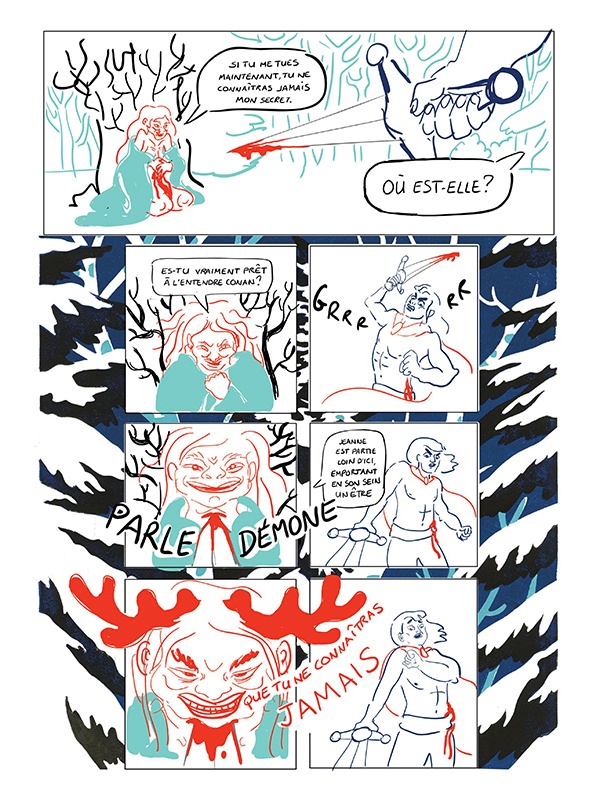 SI TU ME TUES
MAINTENANT, TU NE
CONNAÎTRAS JAMAIS
MON SECRET.
OÙ EST-ELLE?
ES-TU VRAIMENT PRÊT
À L'ENTENDRE CONAN?
GRRR
RR
PARLE DÉMONE
JEANNE
EST PARTIE
LOIN D'ICI,
EMPORTANT
EN SON SEIN
UN ÊTRE
QUE TU NE CONNAÎTRAS
JAMAIS